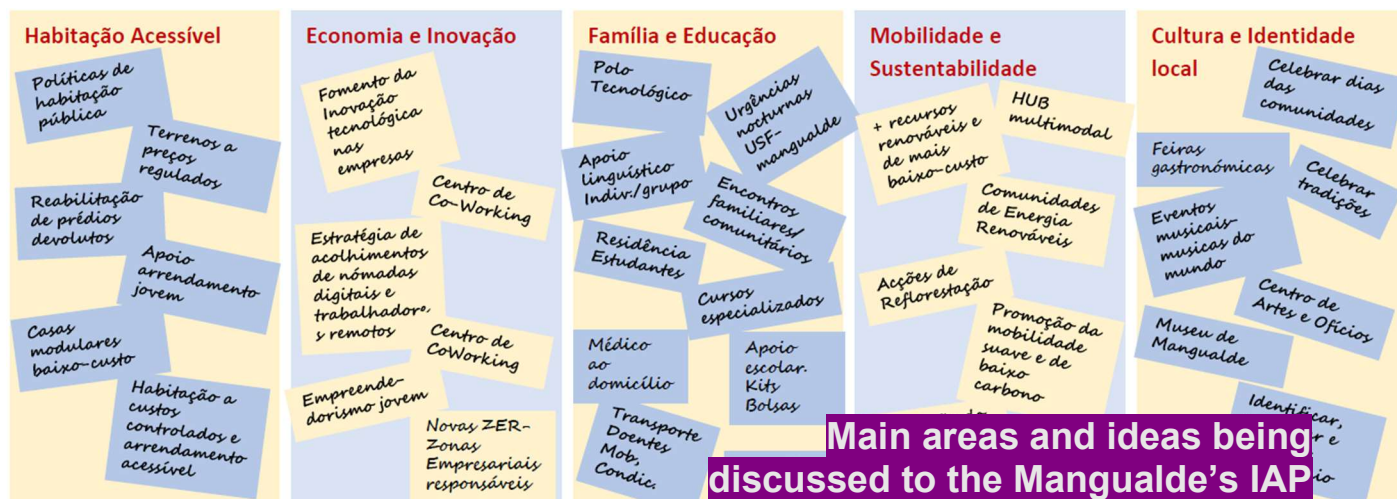 Habitação Acessível
Políticas de
habitação
pública
Terrenos a
preços
regulados
Reabilitação
de prédios
devolutos
Apoio
arrendamento
jovem
Casas
modulares
baixo-custo
Habitação a
custos
controlados e
arrendamento
acessível
Economia e Inovação
Fomento da
Inovação
tecnológica
nas
empresas
Centro de
Co-Working
Estratégia de
acolhimentos
de nómadas
digitais e
trabalhadore,
s remotos
Centro de
CoWorking
Empreende-
dorismo jovem
Novas ZER-
Zonas
Empresariais
responsáveis
Família e Educação
Polo
Tecnológico
Urgências
nocturnas
USF-
mangualde
Apoio
linguístico
Indiv./grupo
Encontros
familiares/
comunitários
Residência
Estudantes
Cursos
especializados
Médico
ao
domicílio
Apoio
escolar.
Kits
Bolsas
Transporte
Doentes
Mob,
Condic.
Mobilidade e
Sustentabilidade
+ recursos
renováveis e
de mais
baixo-custo
HUB
multimodal
Comunidades
de Energia
Renováveis
Acções de
Reflorestação
Promoção da
mobilidade
suave e de
baixo
carbono
Cultura e Identidade
local
Celebrar dias
das
comunidades
Feiras
gastronómicas
Celebrar
tradições
Eventos
musicais-
musicas do
mundo
Centro de
Artes e Ofícios
Museu de
Mangualde
Identificar,
e
Main areas and ideas being
discussed to the Mangualde's IAP